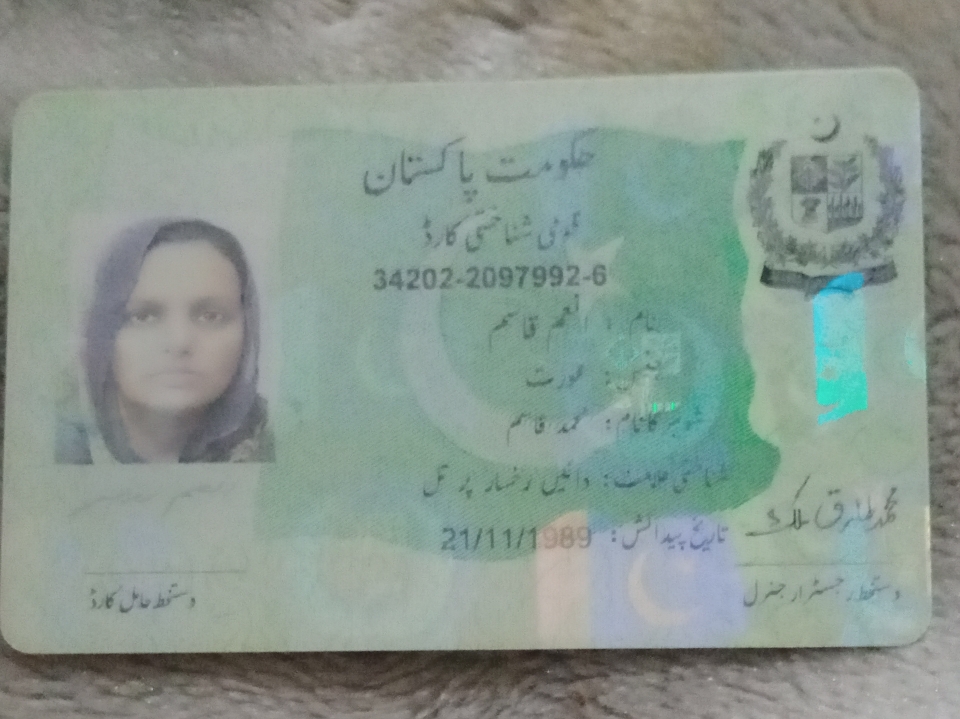 حکومت پاکستان
قومی شناختی کارڈ
34202-2097992-6
نام : انعم قاسم
جنس: عورت
شوہر کا نام: محمد قاسم
شناختی علامت: دائیں رخسار پر تل
تاریخ پیدائش: 21/11/1989
محمد طارق ملک
دستخط حامل کارڈ
دستخط رجسٹرار جنرل